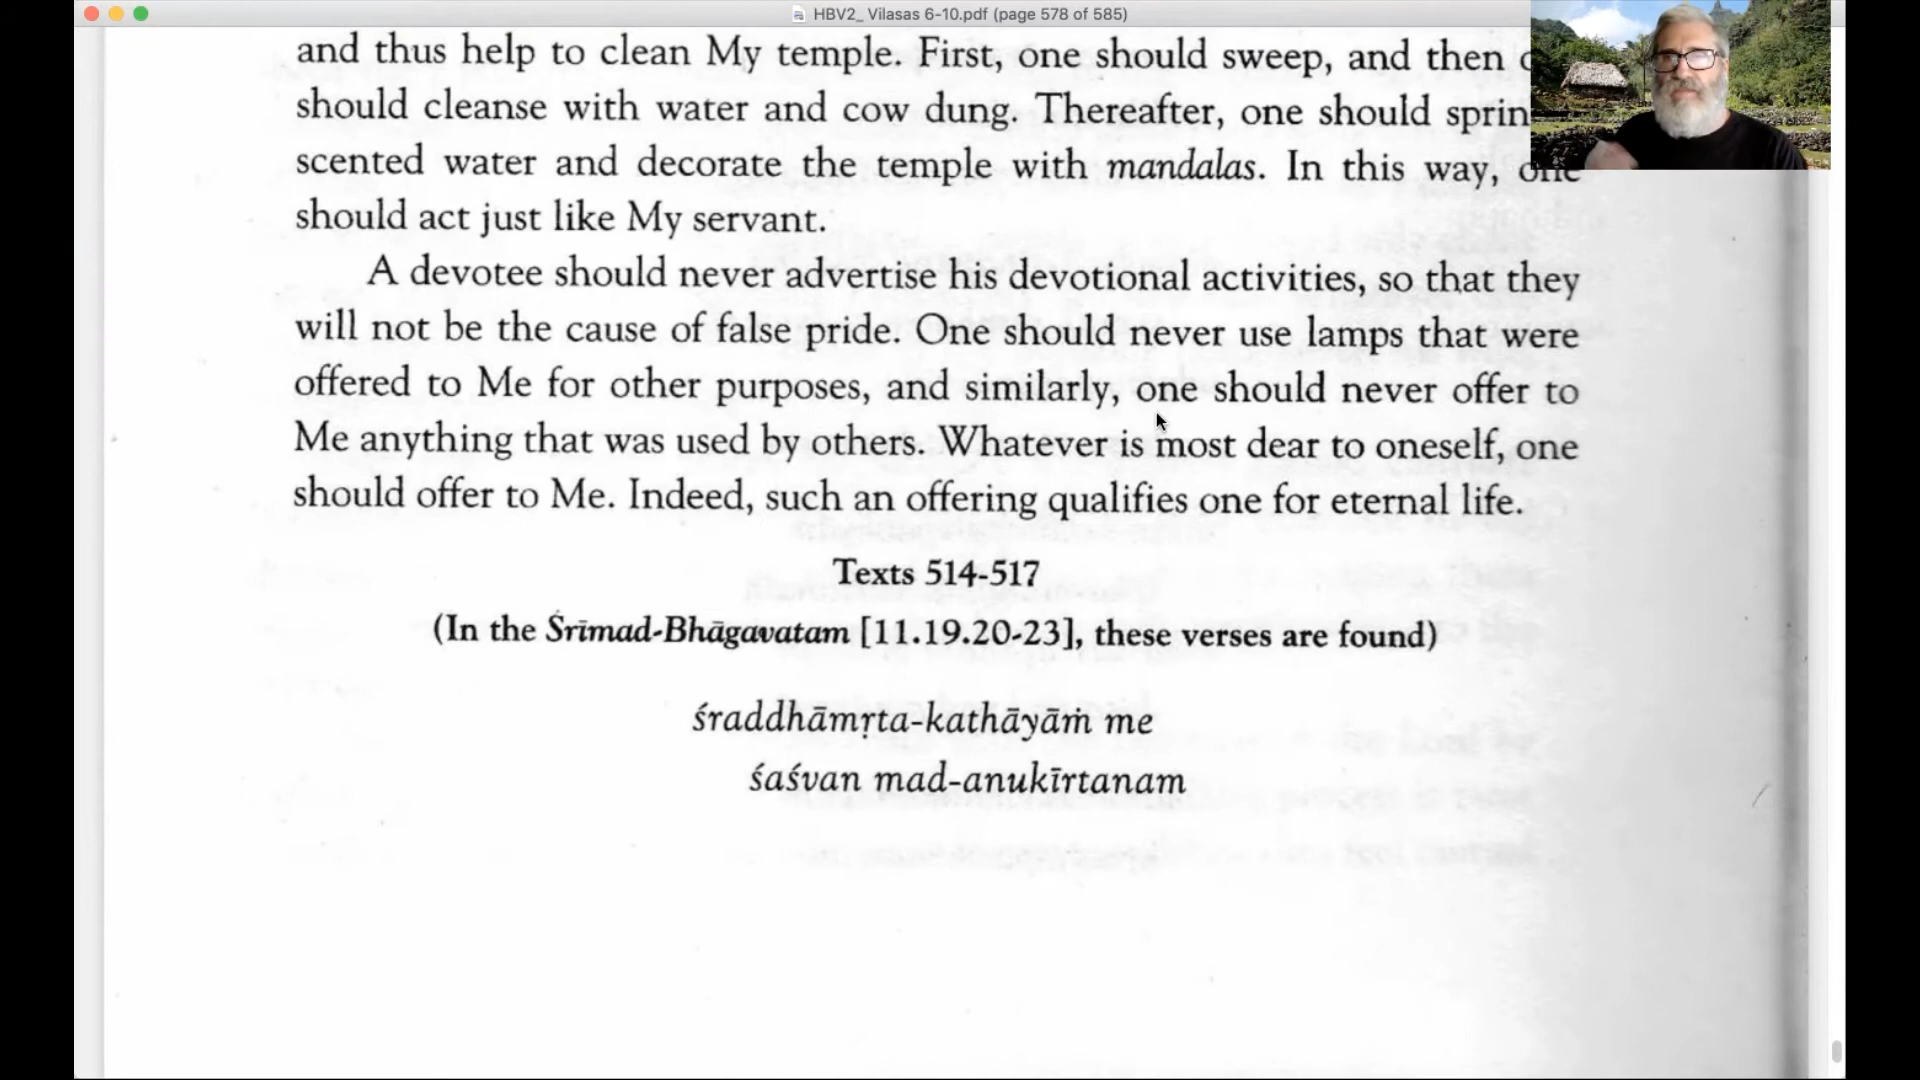 HBV2_ Vilasas 6-10.pdf (page 578 of 585)
and thus help to clean My temple. First, one should sweep, and then
should cleanse with water and cow dung. Thereafter, one should
scented water and decorate the temple with mandalas. In this way, one
should act just like My servant.
A devotee should never advertise his devotional activities, so that they
will not be the cause of false pride. One should never use lamps that were
offered to Me for other purposes, and similarly, one should never offer to
Me anything that was used by others. Whatever is most dear to oneself, one
should offer to Me. Indeed, such an offering qualifies one for eternal life.
Texts 514-517
(In the Śrīmad-Bhāgavatam [11.19.20-23], these verses are found)
śraddhāmṛta-kathāyāṁ me
śaśvan mad-anukīrtanam